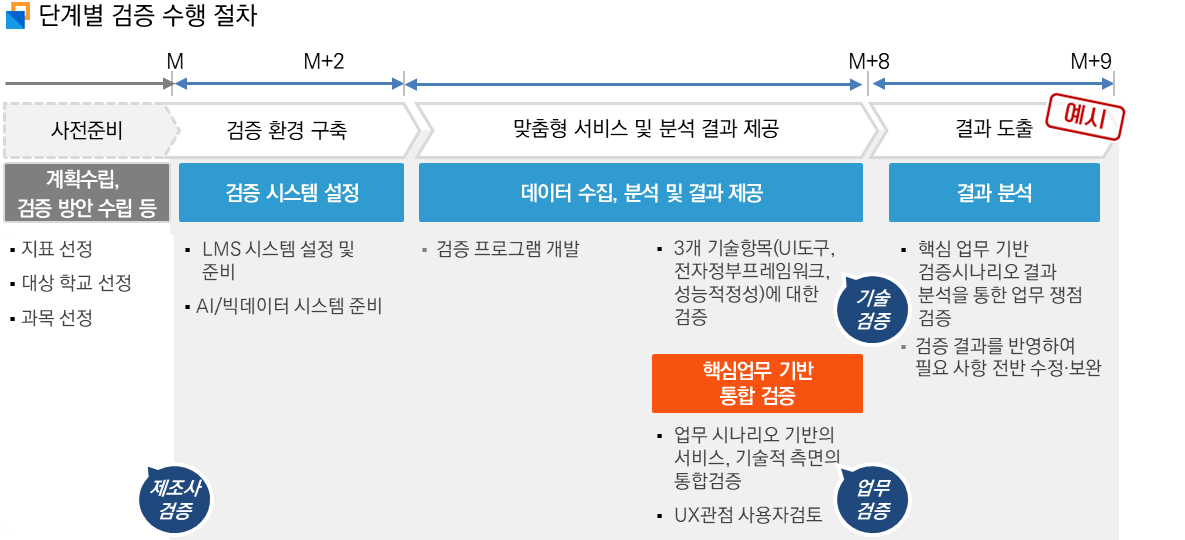 단계별 검증 수행 절차
M
M+2
M+8
M+9
사전준비
검증 환경 구축
맞춤형 서비스 및 분석 결과 제공
결과 도출
예시
계획수립,
검증 방안 수립 등
검증 시스템 설정
데이터 수집, 분석 및 결과 제공
결과 분석
▪ 지표 선정
▪ 대상 학교 선정
▪ 과목 선정
▪ LMS 시스템 설정 및
준비
▪ AI/빅데이터 시스템 준비
▪ 검증 프로그램 개발
▪ 3개 기술항목(UI도구,
전자정부프레임워크,
성능적정성)에 대한
검증
기술
검증
핵심업무 기반
통합 검증
▪ 업무 시나리오 기반의
서비스, 기술적 측면의
통합검증
▪ UX관점 사용자검토
▪ 핵심 업무 기반
검증시나리오 결과
분석을 통한 업무 쟁점
검증
▪ 검증 결과를 반영하여
필요 사항 전반 수정·보완
제조사
검증
업무
검증